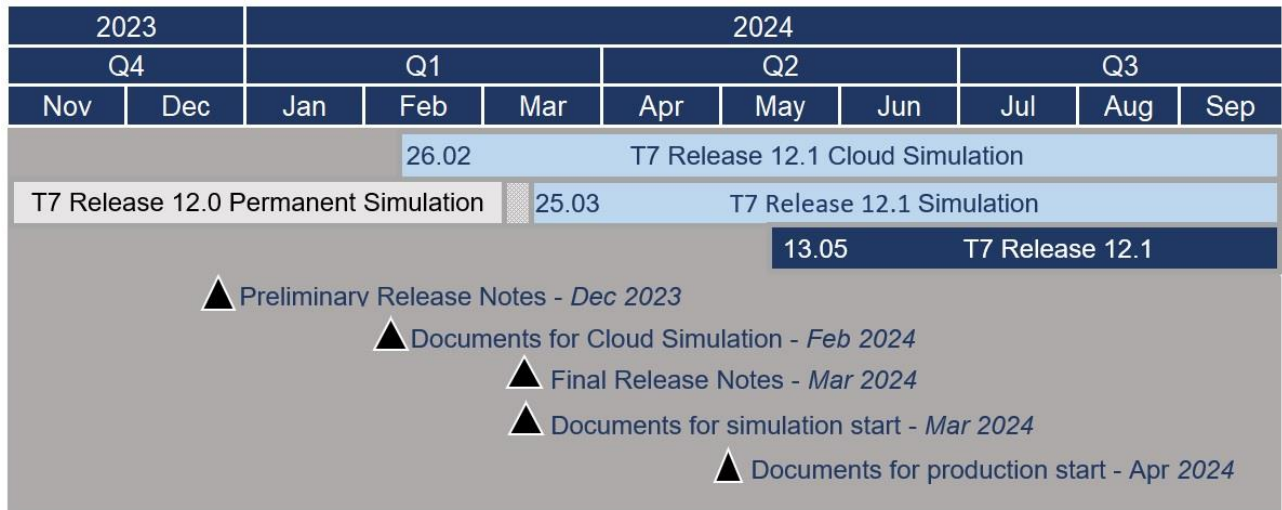 2023 2024
Q4 Q1 Q2 Q3
Nov Dec Jan Feb Mar Apr May Jun Jul Aug Sep
26.02 T7 Release 12.1 Cloud Simulation
T7 Release 12.0 Permanent Simulation 25.03 T7 Release 12.1 Simulation
13.05 T7 Release 12.1
Preliminary Release Notes - Dec 2023
Documents for Cloud Simulation - Feb 2024
Final Release Notes - Mar 2024
Documents for simulation start - Mar 2024
Documents for production start - Apr 2024